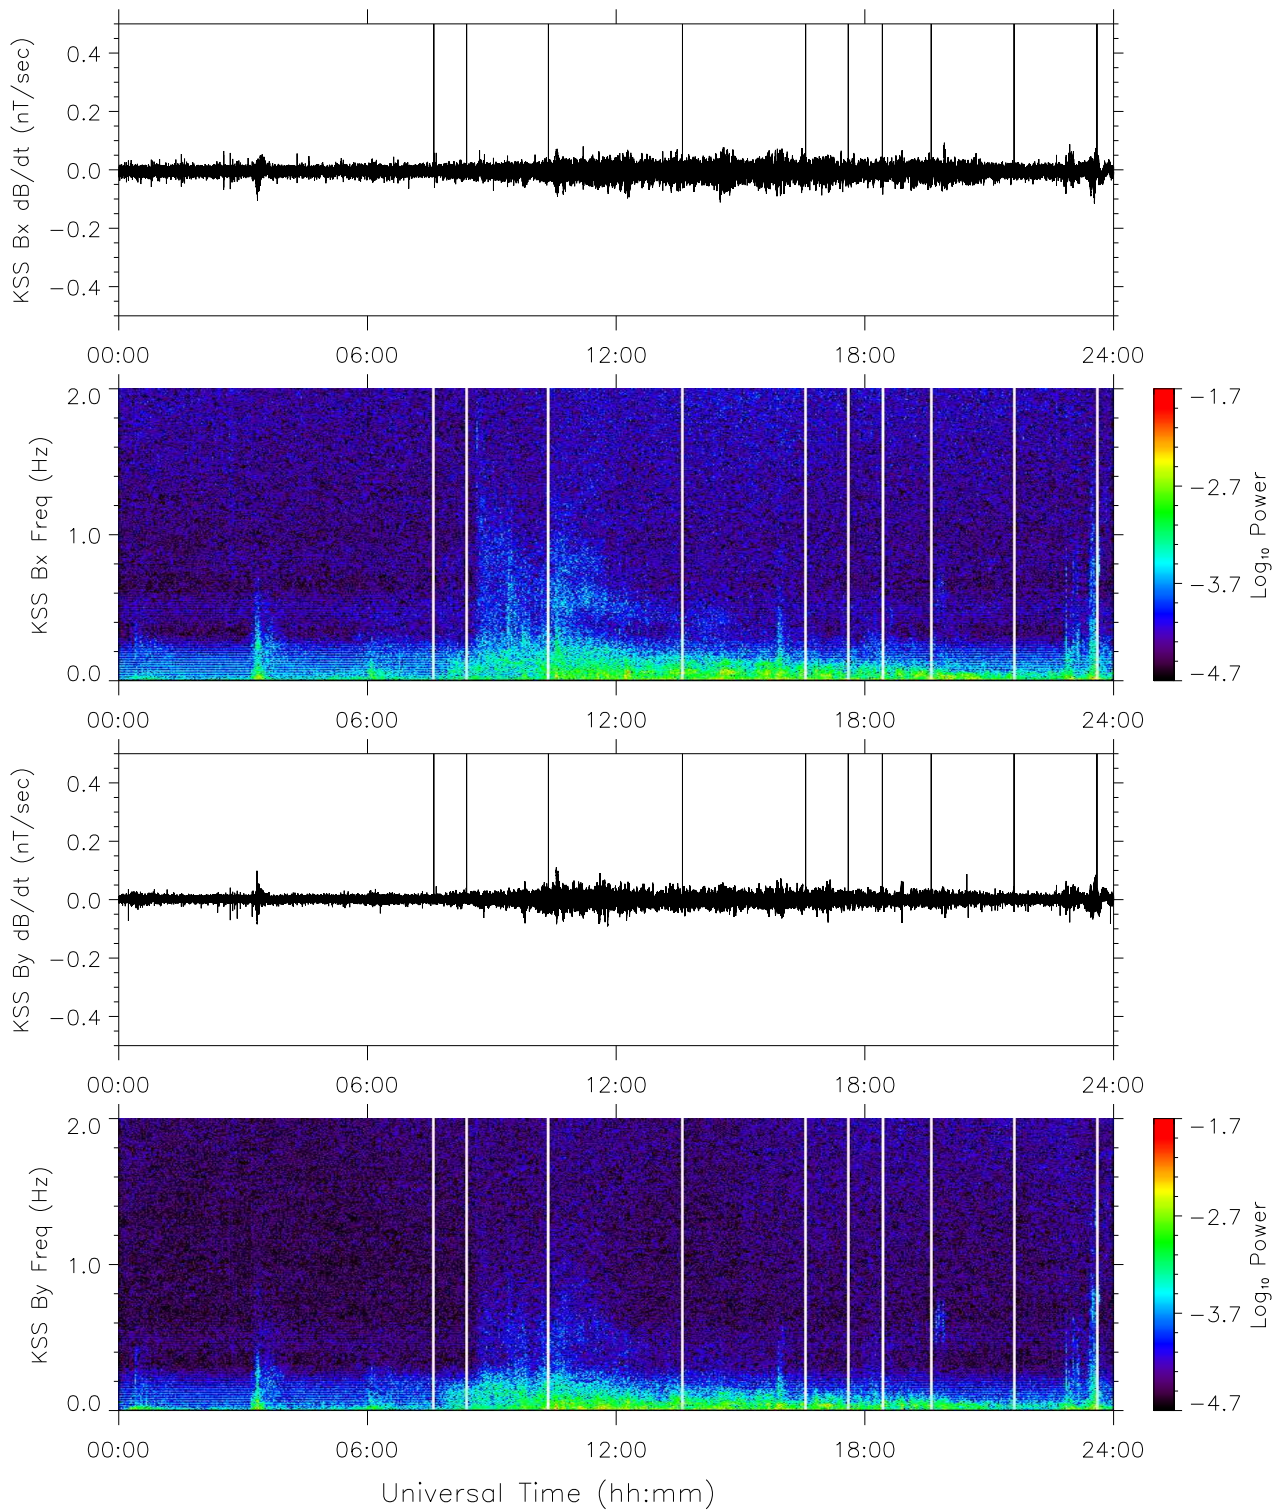 0.4
0.2
0.0
−0.2
−0.4
KSS Bx dB/dt (nT/sec)
00:00 06:00 12:00 18:00 24:00
2.0
1.0
0.0
KSS Bx Freq (Hz)
−1.7
−2.7
−3.7
−4.7
Log10 Power
00:00 06:00 12:00 18:00 24:00
0.4
0.2
0.0
−0.2
−0.4
KSS By dB/dt (nT/sec)
00:00 06:00 12:00 18:00 24:00
2.0
1.0
0.0
KSS By Freq (Hz)
−1.7
−2.7
−3.7
−4.7
Log10 Power
00:00 06:00 12:00 18:00 24:00
Universal Time (hh:mm)